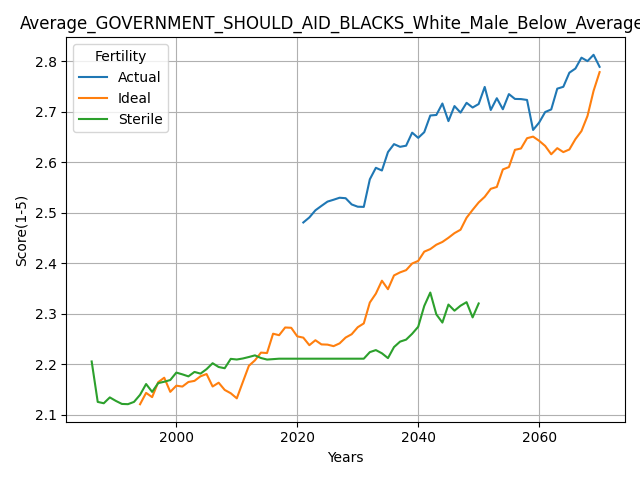 Average_GOVERNMENT_SHOULD_AID_BLACKS_White_Male_Below_Average
Fertility
Actual
Ideal
Sterile
Score(1-5)
2.8
2.7
2.6
2.5
2.4
2.3
2.2
2.1
2000
2020
2040
2060
Years